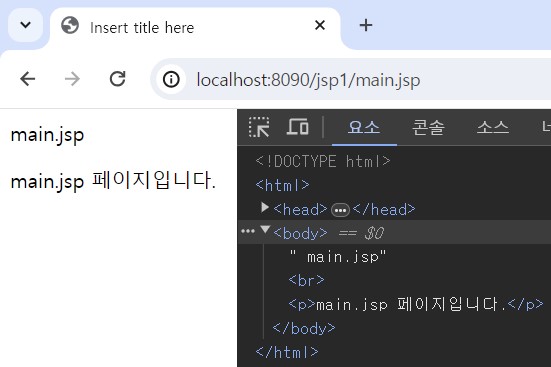 Insert title here
localhost:8090/jsp1/main.jsp
main.jsp
main.jsp 페이지입니다.
요소 콘솔 소스
<!DOCTYPE html>
<html>
<head>…</head>
<body> == $0
" main.jsp"
<br>
<p>main.jsp 페이지입니다.</p>
</body>
</html>